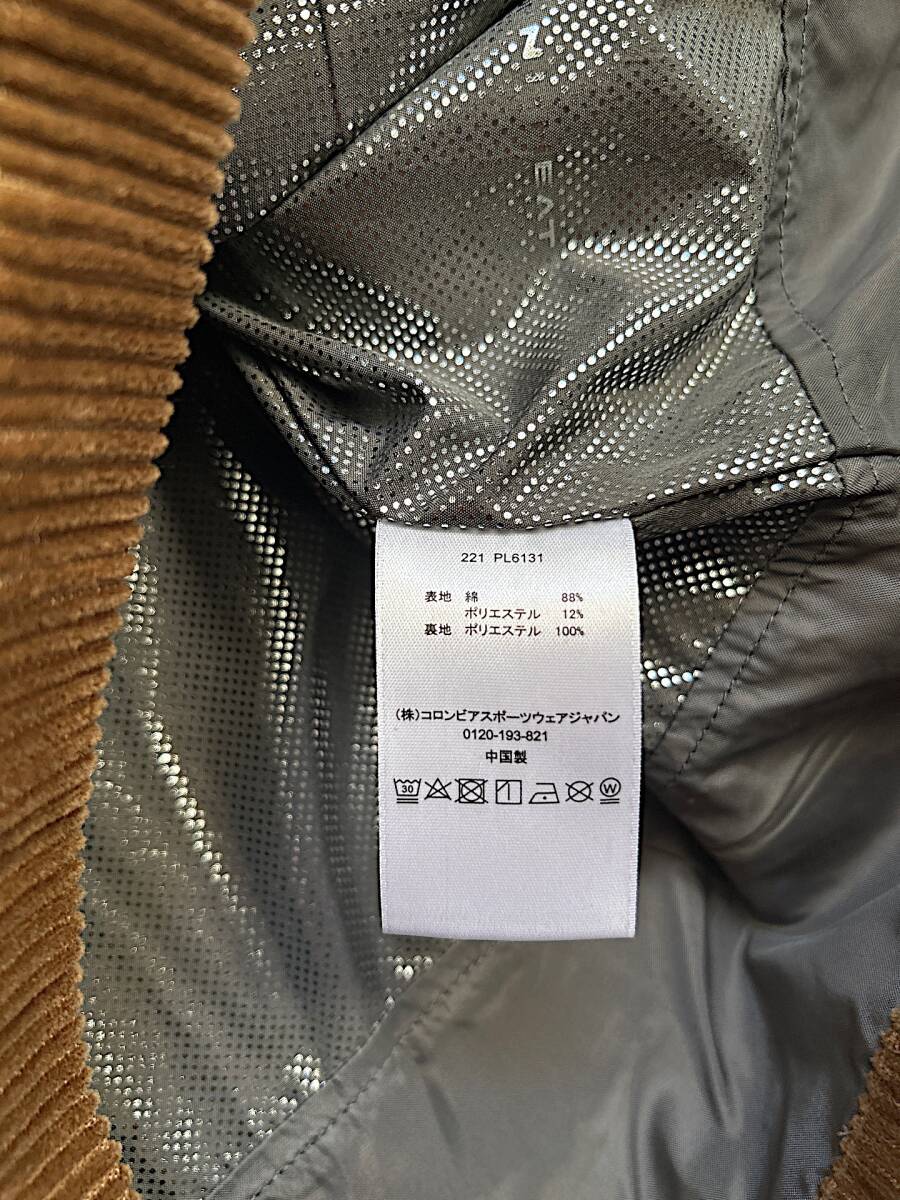 EAT
221 PL6131
表地 綿 88%
ポリエステル 12%
裏地 ポリエステル 100%
(株)コロンビアスポーツウェアジャパン
0120-193-821
中国製
30
W